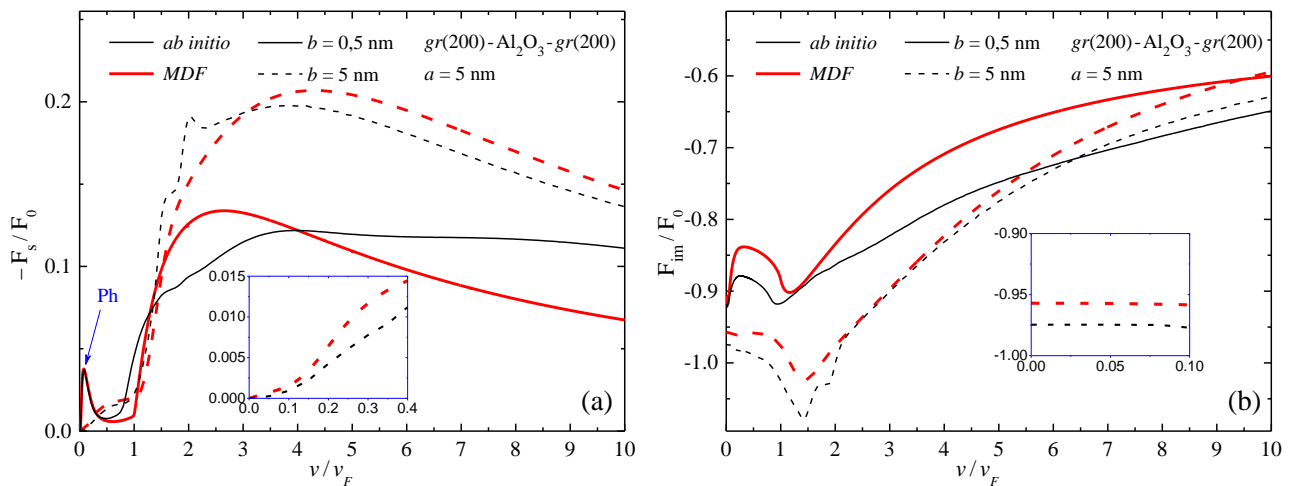 ab initio b = 0,5 nm gr(200)-Al2O3-gr(200)
MDF b = 5 nm a = 5 nm
0.2
0.1
0.0
− Fs / F0
Ph
0.015
0.010
0.005
0.000
0.0 0.1 0.2 0.3 0.4
(a)
0 1 2 3 4 5 6 7 8 9 10
v / vF
ab initio b = 0,5 nm gr(200)-Al2O3-gr(200)
MDF b = 5 nm a = 5 nm
-0.6
-0.7
-0.8
-0.9
-1.0
Fim / F0
-0.90
-0.95
-1.00
0.00 0.05 0.10
(b)
0 1 2 3 4 5 6 7 8 9 10
v / vF